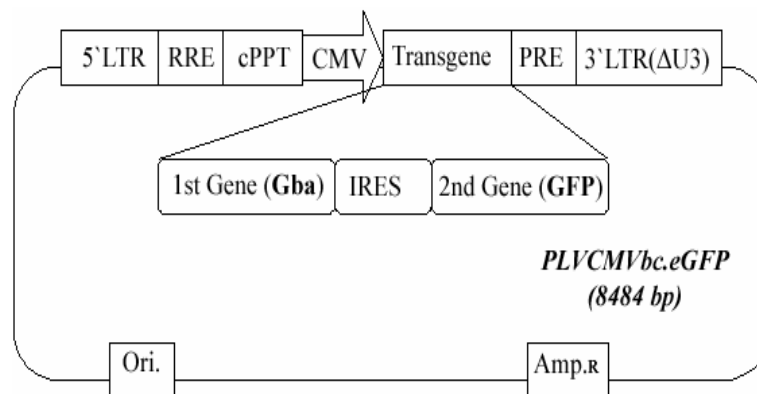 5`LTR RRE cPPT CMV Transgene PRE 3`LTR(ΔU3)
1st Gene (Gba) IRES 2nd Gene (GFP)
PLVCMVbc.eGFP
(8484 bp)
Ori. Amp.R